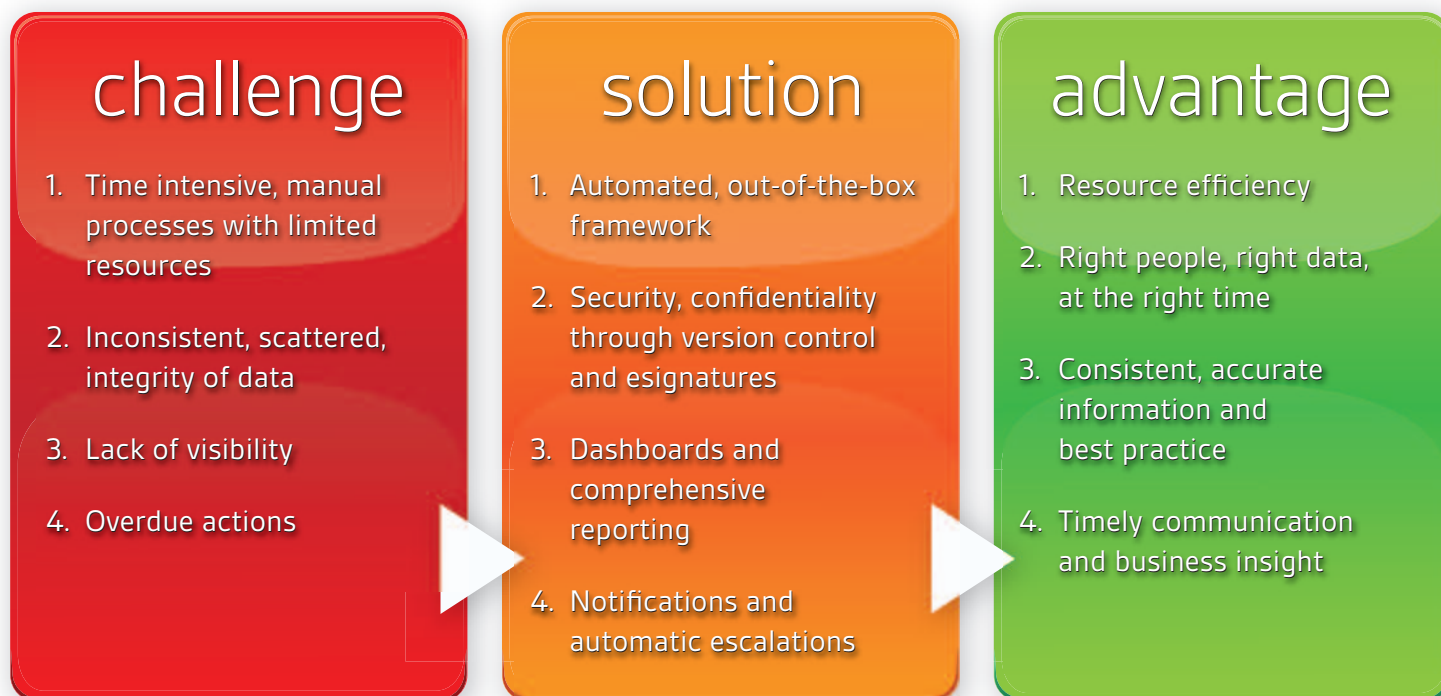 challenge
1. Time intensive, manual
processes with limited
resources
2. Inconsistent, scattered,
integrity of data
3. Lack of visibility
4. Overdue actions
solution
1. Automated, out-of-the-box
framework
2. Security, confidentiality
through version control
and esignatures
3. Dashboards and
comprehensive
reporting
4. Notifications and
automatic escalations
advantage
1. Resource efficiency
2. Right people, right data,
at the right time
3. Consistent, accurate
information and
best practice
4. Timely communication
and business insight